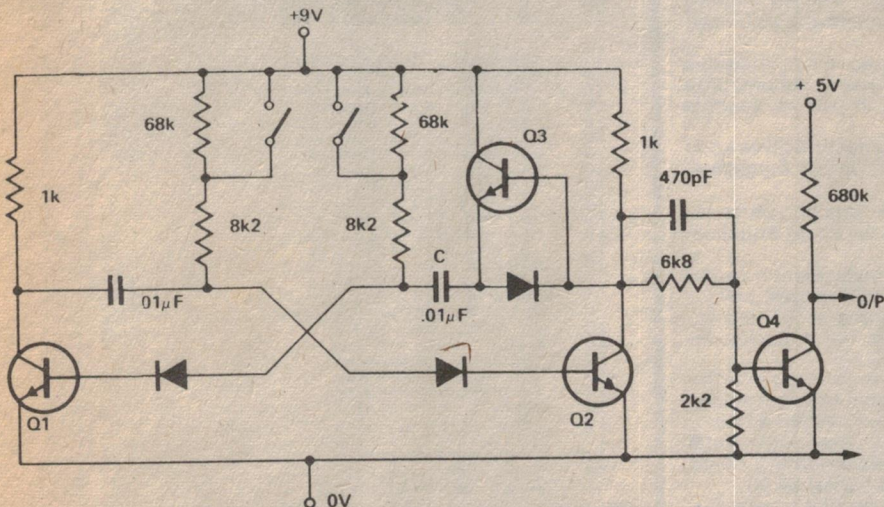 +9V
+ 5V
68k
68k
Q3
1k
470pF
1k
680k
8k2
8k2
C
6k8
01µF
.01µF
O/P
Q4
Q1
Q2
2k2
0V